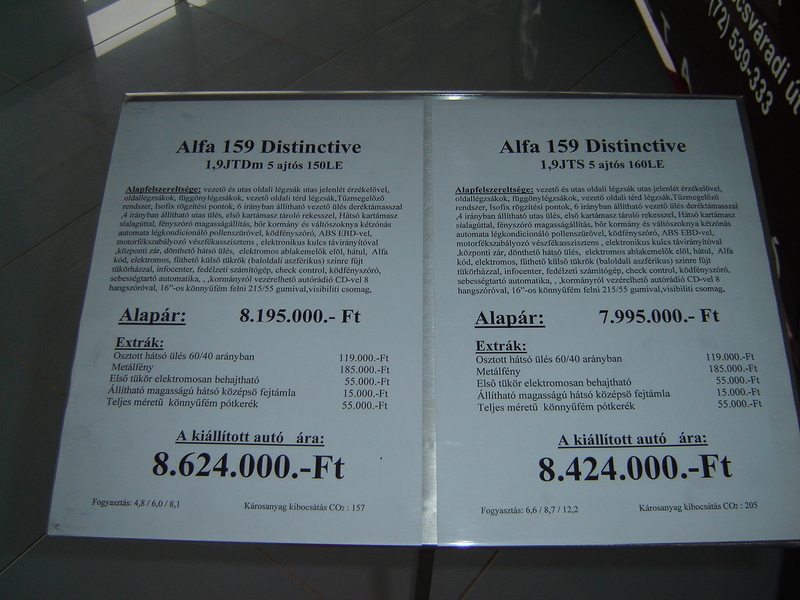 csváradi út
(72) 539-333
Alfa 159 Distinctive
1,9JTDm 5 ajtós 150LE
Alapfelszereltsége: vezető és utas oldali légzsák utas jelenlét érzékelővel,
oldallégzsákok, függönylégzsákok, vezető oldali térd légzsák,Tűzmegelőző
rendszer, Isofix rögzítési pontok, 6 irányban állítható vezető ülés deréktámasszal
,4 irányban állítható utas ülés, első kartámasz tároló rekesszel, Hátsó kartámasz
síalagúttal, fényszóró magasságállítás, bőr kormány és váltószoknya kétzónás
automata légkondicionáló pollenszűrővel, ködfényszóró, ABS EBD-vel,
motorfékszabályozó vészfékasszisztens , elektronikus kulcs távirányítóval
,központi zár, dönthető hátsó ülés, elektromos ablakemelők elöl, hátul, Alfa
kód, elektromos, fűthető külső tükrök (baloldali aszférikus) színre fújt
tükörházzal, infocenter, fedélzeti számítógép, check control, ködfényszóró,
sebességtartó automatika, , ,kormányról vezérelhető autórádió CD-vel 8
hangszóróval, 16”-os könnyűfém felni 215/55 gumival,visibiliti csomag,
Alapár: 8.195.000.- Ft
Extrák:
Osztott hátsó ülés 60/40 arányban 119.000.-Ft
Metálfény 185.000.-Ft
Első tükör elektromosan behajtható 55.000.-Ft
Állítható magasságú hátsó középső fejtámla 15.000.-Ft
Teljes méretű könnyűfém pótkerék 55.000.-Ft
A kiállított autó ára:
8.624.000.-Ft
Fogyasztás: 4,8 / 6,0 / 8,1 Károsanyag kibocsátás CO2 : 157
Alfa 159 Distinctive
1,9JTS 5 ajtós 160LE
Alapfelszereltsége: vezető és utas oldali légzsák utas jelenlét érzékelővel,
oldallégzsákok, függönylégzsákok, vezető oldali térd légzsák,Tűzmegelőző
rendszer, Isofix rögzítési pontok, 6 irányban állítható vezető ülés deréktámasszal
,4 irányban állítható utas ülés, első kartámasz tároló rekesszel, Hátsó kartámasz
síalagúttal, fényszóró magasságállítás, bőr kormány és váltószoknya kétzónás
automata légkondicionáló pollenszűrővel, ködfényszóró, ABS EBD-vel,
motorfékszabályozó vészfékasszisztens , elektronikus kulcs távirányítóval
,központi zár, dönthető hátsó ülés, elektromos ablakemelők elöl, hátul, Alfa
kód, elektromos, fűthető külső tükrök (baloldali aszférikus) színre fújt
tükörházzal, infocenter, fedélzeti számítógép, check control, ködfényszóró,
sebességtartó automatika, , ,kormányról vezérelhető autórádió CD-vel 8
hangszóróval, 16”-os könnyűfém felni 215/55 gumival,visibiliti csomag,
Alapár: 7.995.000.- Ft
Extrák:
Osztott hátsó ülés 60/40 arányban 119.000.-Ft
Metálfény 185.000.-Ft
Első tükör elektromosan behajtható 55.000.-Ft
Állítható magasságú hátsó középső fejtámla 15.000.-Ft
Teljes méretű könnyűfém pótkerék 55.000.-Ft
A kiállított autó ára:
8.424.000.-Ft
Fogyasztás: 6,6 / 8,7 / 12,2 Károsanyag kibocsátás CO2 : 205